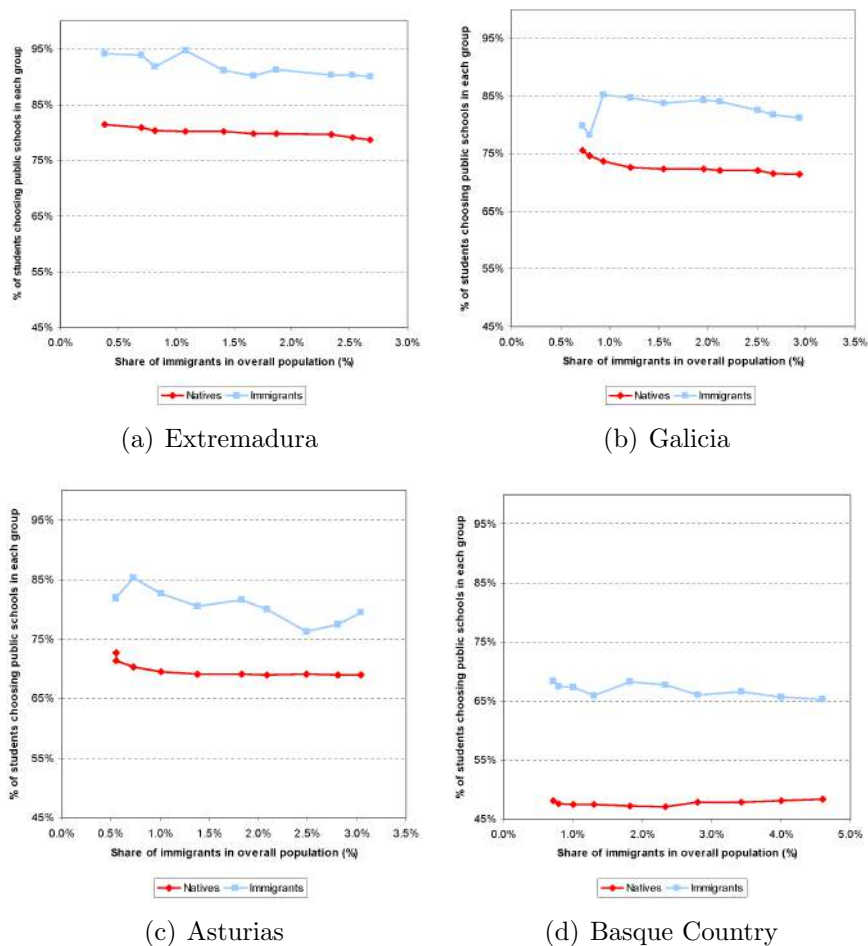 % of students choosing public schools in each group
95%
85%
75%
65%
55%
45%
0.0% 0.5% 1.0% 1.5% 2.0% 2.5% 3.0%
Share of immigrants in overall population (%)
Natives Immigrants
(a) Extremadura
% of students choosing public schools in each group
95%
85%
75%
65%
55%
45%
0.0% 0.5% 1.0% 1.5% 2.0% 2.5% 3.0% 3.5%
Share of immigrants in overall population (%)
Natives Immigrants
(b) Galicia
% of students choosing public schools in each group
95%
85%
75%
65%
55%
45%
0.0% 0.5% 1.0% 1.5% 2.0% 2.5% 3.0% 3.5%
Share of immigrants in overall population (%)
Natives Immigrants
(c) Asturias
% of students choosing public schools in each group
95%
85%
75%
65%
55%
45%
0.0% 1.0% 2.0% 3.0% 4.0% 5.0%
Share of immigrants in overall population (%)
Natives Immigrants
(d) Basque Country